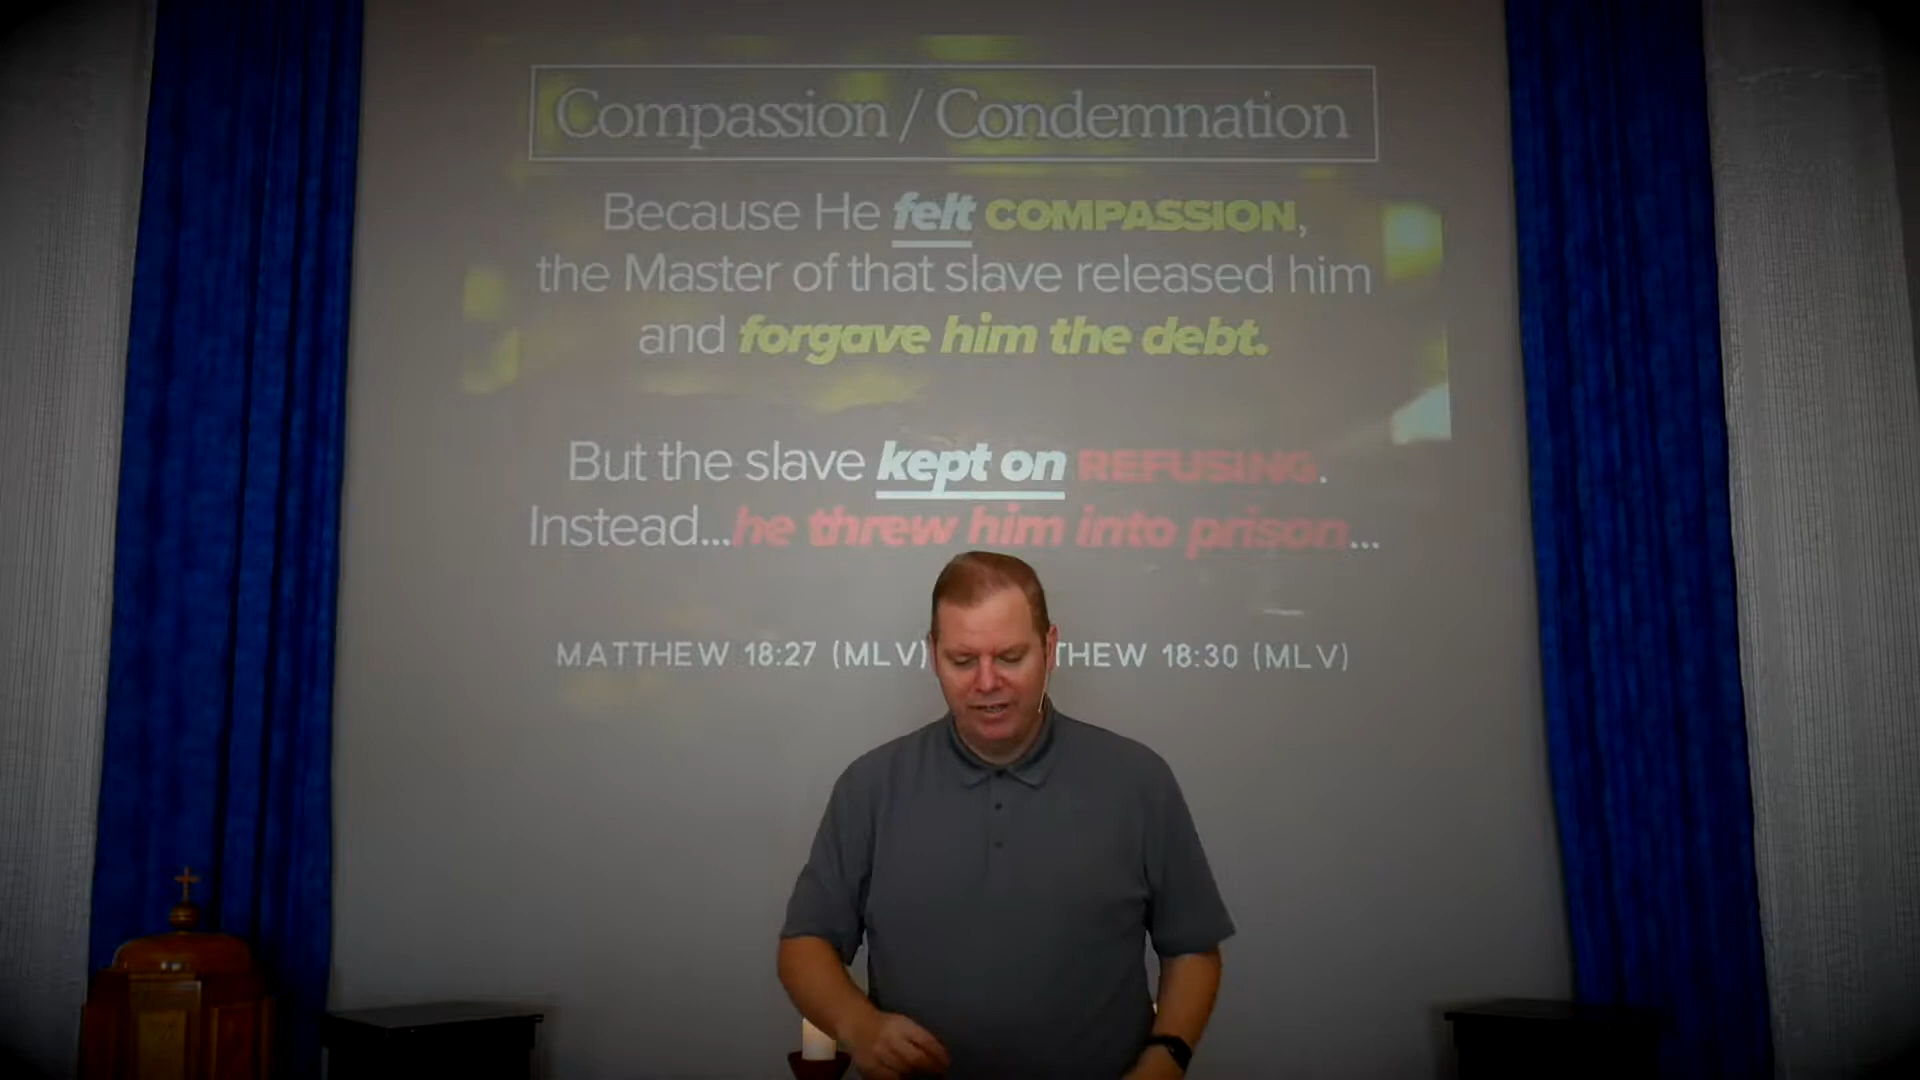 Compassion / Condemnation
Because He felt COMPASSION,
the Master of that slave released him
and forgave him the debt.
But the slave kept on REFUSING.
Instead...he threw him into prison...
MATTHEW 18:27 (MLV) THEW 18:30 (MLV)